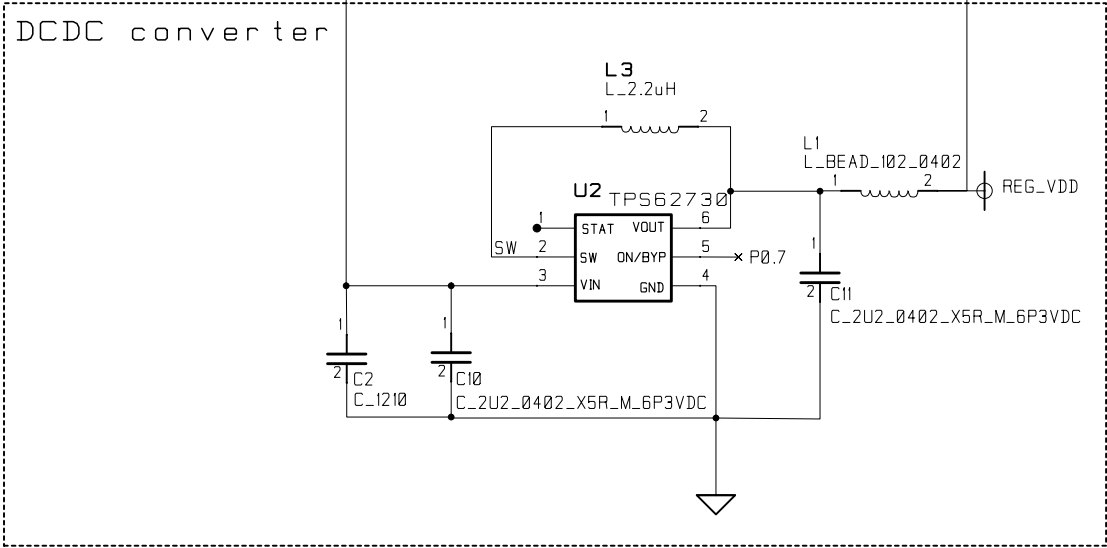 DCDC converter
L3
L_2.2uH
1 2
L1
L_BEAD_102_0402
1 2
REG_VDD
U2 TPS62730
1 STAT VOUT 6
SW 2 SW ON/BYP 5 P0.7
3 VIN GND 4
1
2 C11
C_2U2_0402_X5R_M_6P3VDC
1
2 C2
C_1210
1
2 C10
C_2U2_0402_X5R_M_6P3VDC